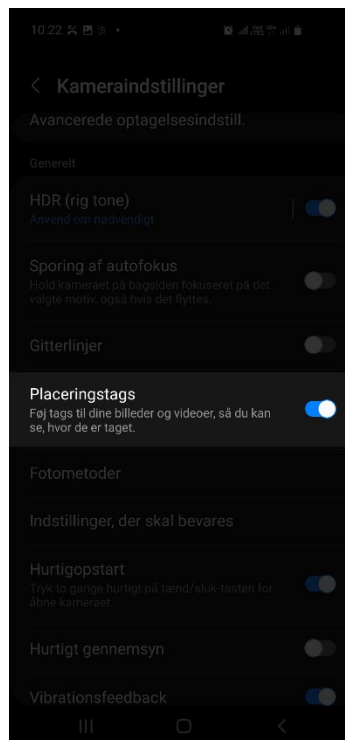 10.22
Kameraindstillinger
Avancerede optagelsesindstill.
Generelt
HDR (rig tone)
Anvend om nødvendigt
Sporing af autofokus
Hold kameraet på bagsiden fokuseret på det
valgte motiv, også hvis det flyttes.
Gitterlinjer
Placeringstags
Føj tags til dine billeder og videoer, så du kan
se, hvor de er taget.
Fotometoder
Indstillinger, der skal bevares
Hurtigopstart
Tryk to gange hurtigt på tænd/sluk-tasten for
åbne kameraet.
Hurtigt gennemsyn
Vibrationsfeedback